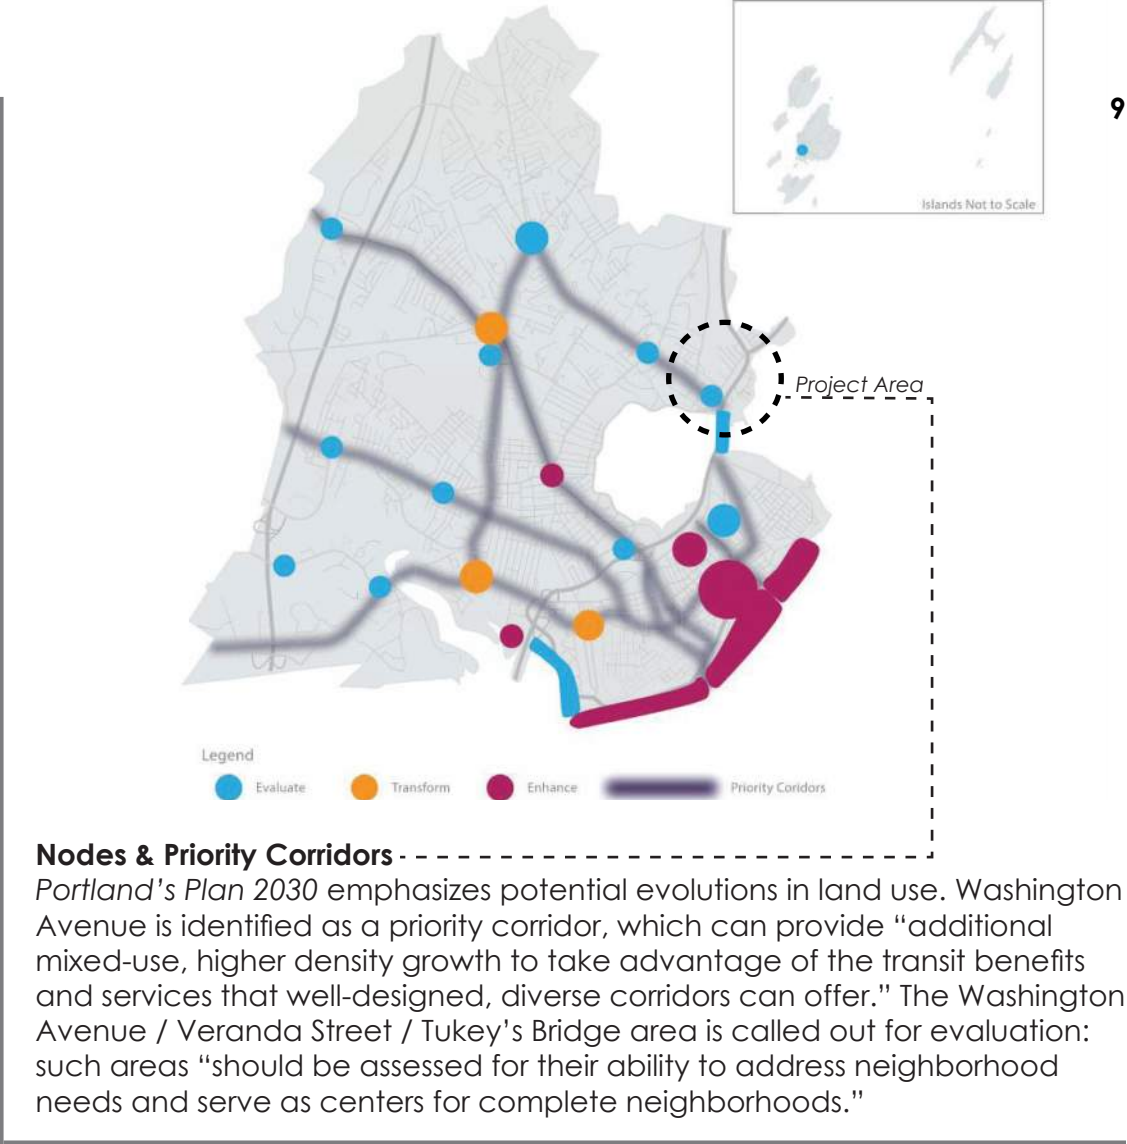 9
Islands Not to Scale
Project Area
Legend
Evaluate
Transform
Enhance
Priority Coridors
Nodes & Priority Corridors
Portland’s Plan 2030 emphasizes potential evolutions in land use. Washington
Avenue is identified as a priority corridor, which can provide “additional
mixed-use, higher density growth to take advantage of the transit benefits
and services that well-designed, diverse corridors can offer.” The Washington
Avenue / Veranda Street / Tukey’s Bridge area is called out for evaluation:
such areas “should be assessed for their ability to address neighborhood
needs and serve as centers for complete neighborhoods.”